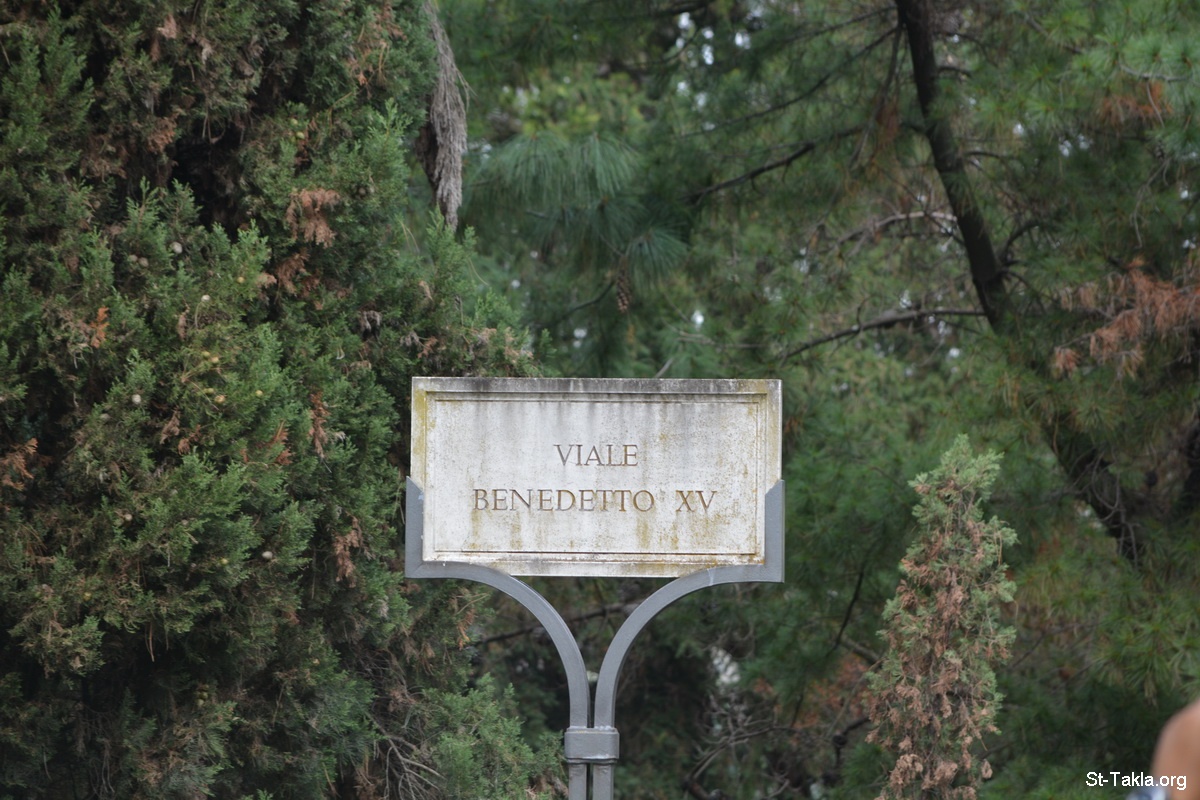 VIALE
BENEDETTO XV
St-Takla.org